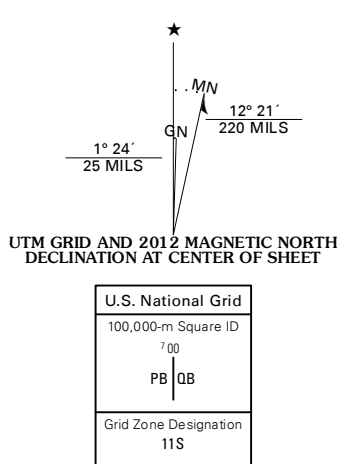 ★
MN
12° 21´
220 MILS
GN
1° 24´
25 MILS
UTM GRID AND 2012 MAGNETIC NORTH
DECLINATION AT CENTER OF SHEET
U.S. National Grid
100,000-m Square ID
7 00
PB QB
Grid Zone Designation
11S